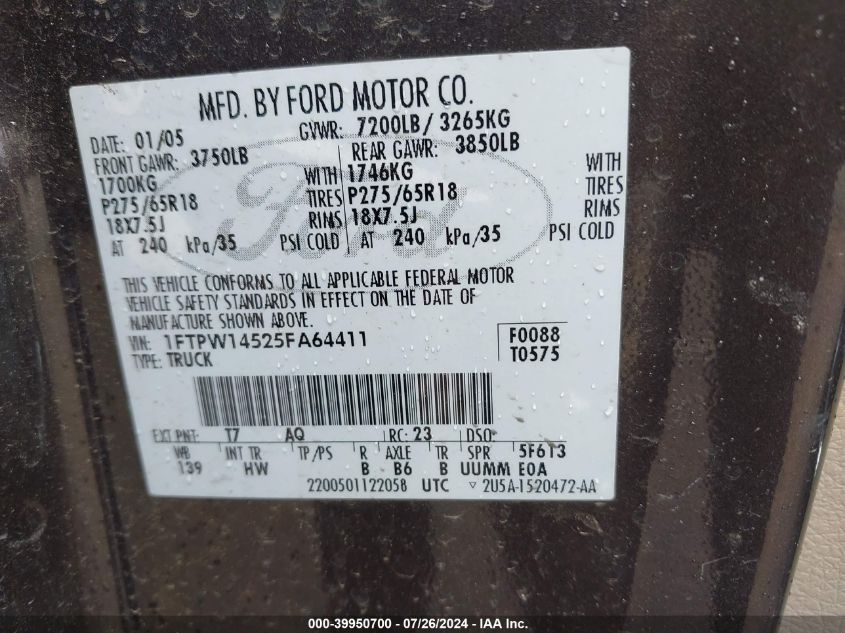 MFD. BY FORD MOTOR CO.
DATE: 01/05 GVWR: 7200LB / 3265KG
FRONT GAWR: 3750LB REAR GAWR: 3850LB
1700KG WITH 1746KG WITH
P275/65R18 TIRES P275/65R18 TIRES
18X7.5J RIMS 18X7.5J RIMS
AT 240 kPa/35 PSI COLD AT 240 kPa/35 PSI COLD
Ford
THIS VEHICLE CONFORMS TO ALL APPLICABLE FEDERAL MOTOR
VEHICLE SAFETY STANDARDS IN EFFECT ON THE DATE OF
MANUFACTURE SHOWN ABOVE.
VIN: 1FTPW14525FA64411 F0088
TYPE: TRUCK T0575
EXT PNT: T7 AQ RC: 23 DSO:
WB INT TR TP/PS R AXLE TR SPR 5F613
139 HW B B6 B UUMM E0A
2200501122058 UTC ▽ 2U5A-1520472-AA
000-39950700 - 07/26/2024 - IAA Inc.